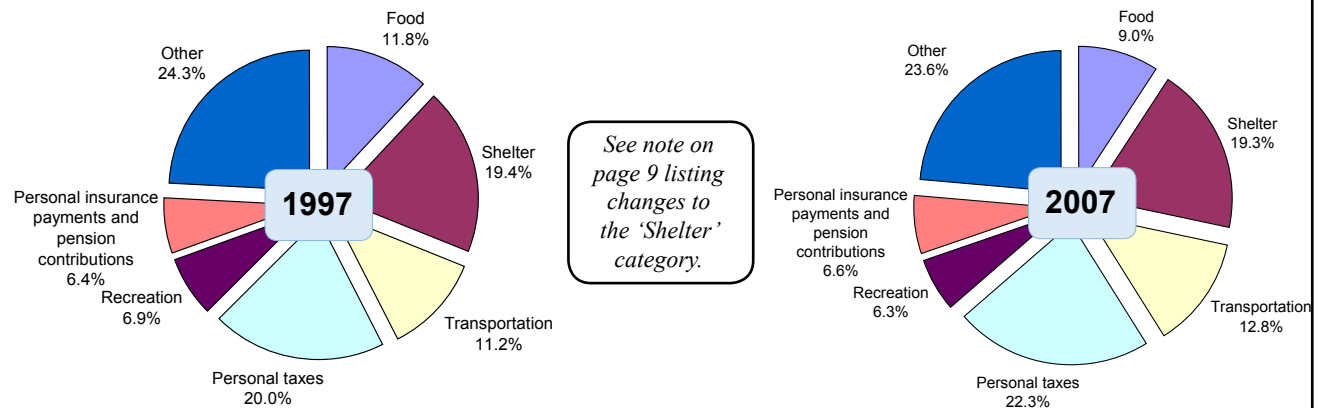 Food
11.8%
Shelter
19.4%
Transportation
11.2%
Personal taxes
20.0%
Recreation
6.9%
Personal insurance
payments and
pension
contributions
6.4%
Other
24.3%
1997
See note on
page 9 listing
changes to
the ‘Shelter’
category.
Food
9.0%
Shelter
19.3%
Transportation
12.8%
Personal taxes
22.3%
Recreation
6.3%
Personal insurance
payments and
pension
contributions
6.6%
Other
23.6%
2007